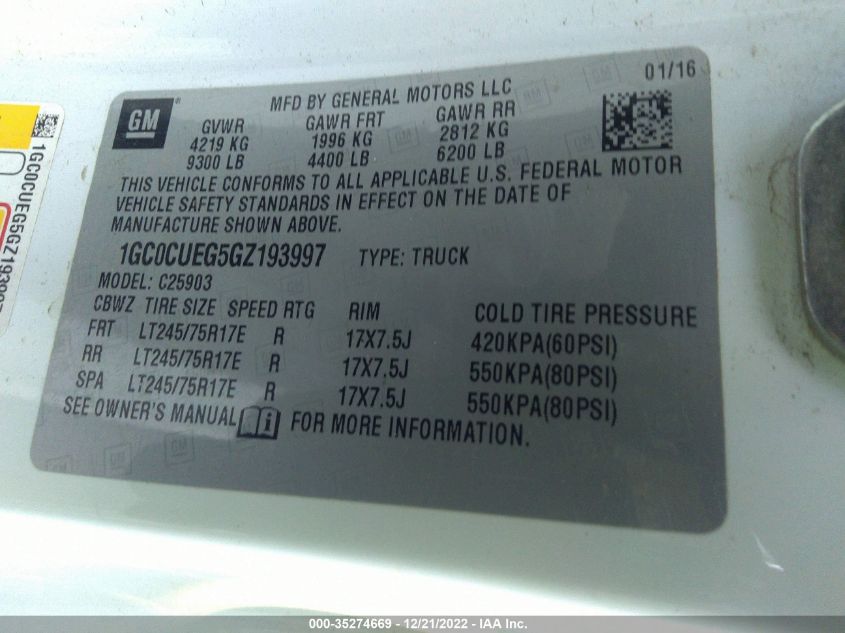 01/16
GM
MFD BY GENERAL MOTORS LLC
GVWR GAWR FRT GAWR RR
4219 KG 1996 KG 2812 KG
9300 LB 4400 LB 6200 LB
THIS VEHICLE CONFORMS TO ALL APPLICABLE U.S. FEDERAL MOTOR
VEHICLE SAFETY STANDARDS IN EFFECT ON THE DATE OF
MANUFACTURE SHOWN ABOVE.
1GC0CUEG5GZ193997 TYPE: TRUCK
MODEL: C25903
CBWZ TIRE SIZE SPEED RTG RIM COLD TIRE PRESSURE
FRT LT245/75R17E R 17X7.5J 420KPA(60PSI)
RR LT245/75R17E R 17X7.5J 550KPA(80PSI)
SPA LT245/75R17E R 17X7.5J 550KPA(80PSI)
SEE OWNER'S MANUAL FOR MORE INFORMATION.
1GC0CUEG5GZ193997
000-35274669 - 12/21/2022 - IAA Inc.